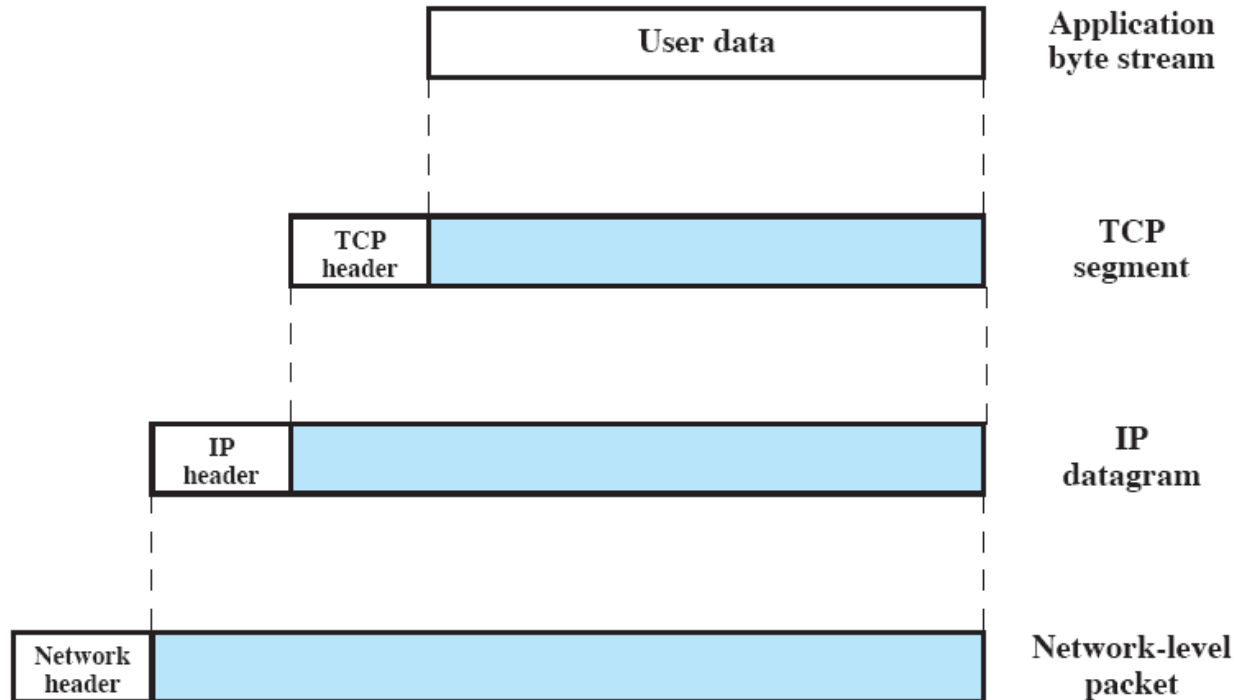 User data
Application
byte stream
TCP
header
TCP
segment
IP
header
IP
datagram
Network
header
Network-level
packet